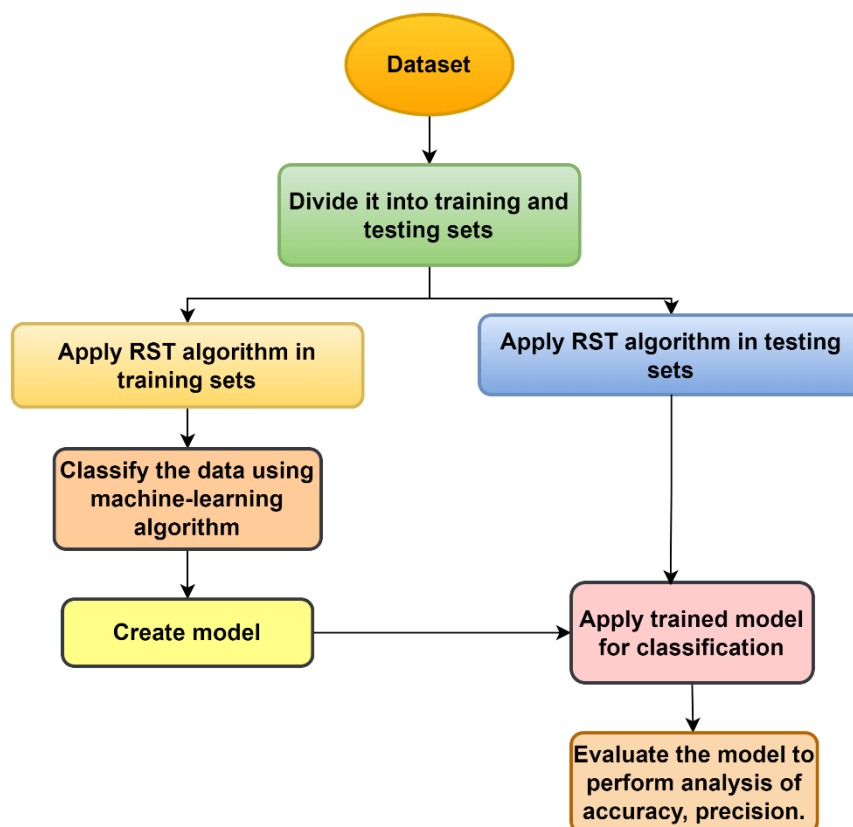 Dataset
Divide it into training and
testing sets
Apply RST algorithm in
training sets
Apply RST algorithm in testing
sets
Classify the data using
machine-learning
algorithm
Create model
Apply trained model
for classification
Evaluate the model to
perform analysis of
accuracy, precision.